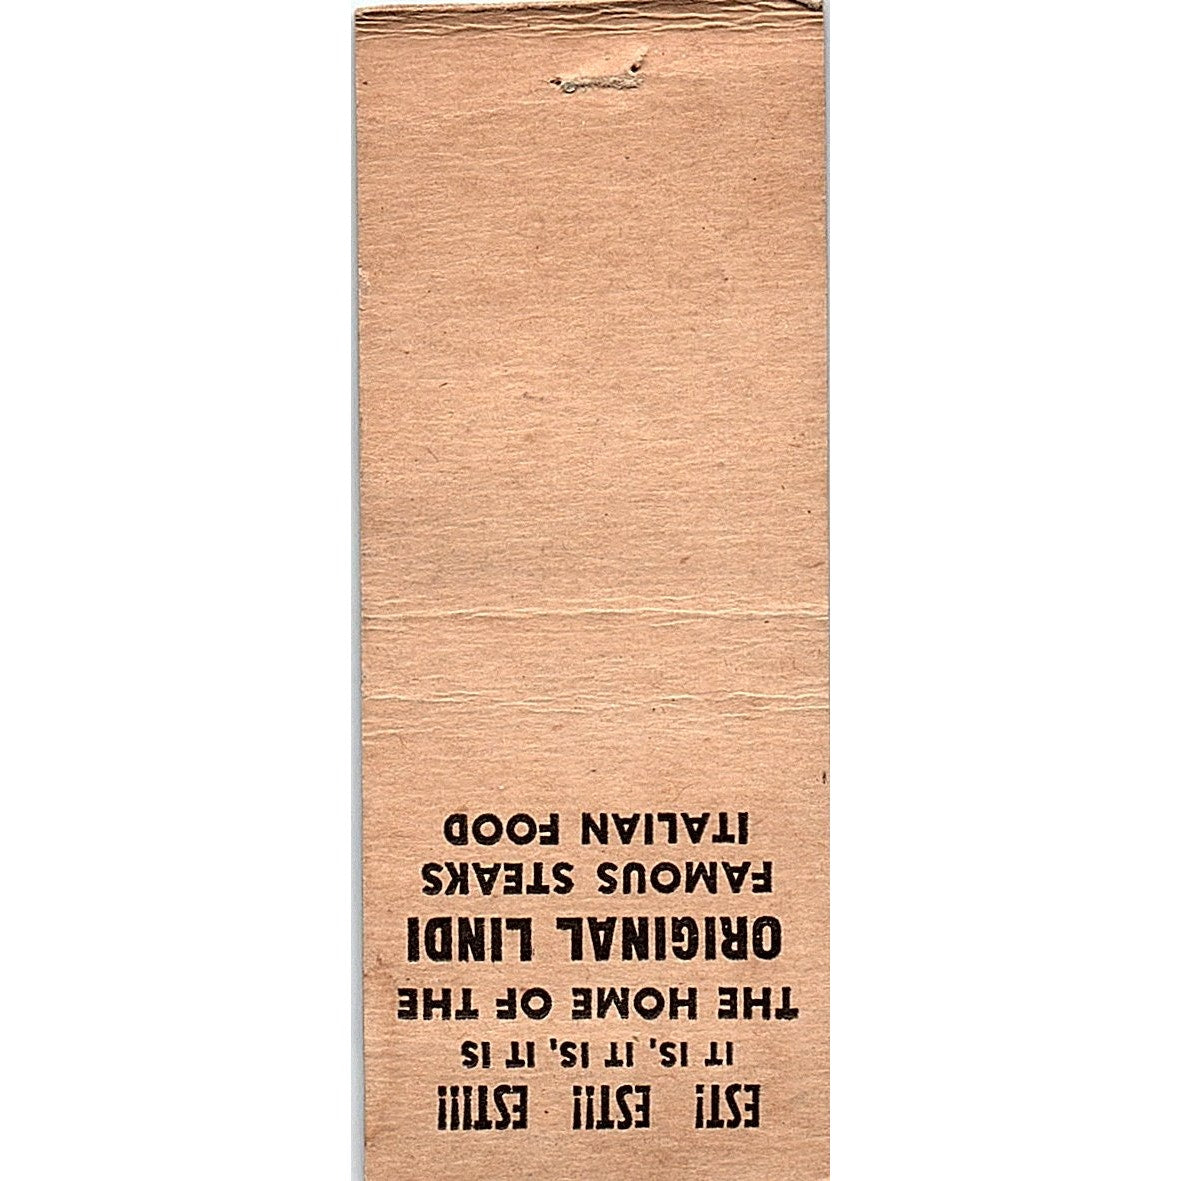 EST! EST!! EST!!!
IT IS, IT IS, IT IS
THE HOME OF THE
ORIGINAL LINDI
FAMOUS STEAKS
ITALIAN FOOD